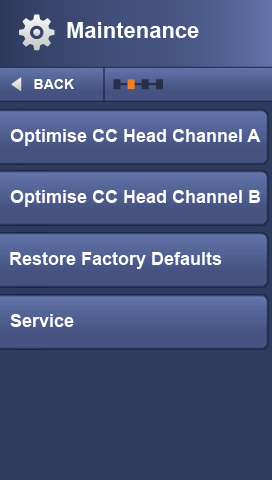 Maintenance
BACK
Optimise CC Head Channel A
Optimise CC Head Channel B
Restore Factory Defaults
Service